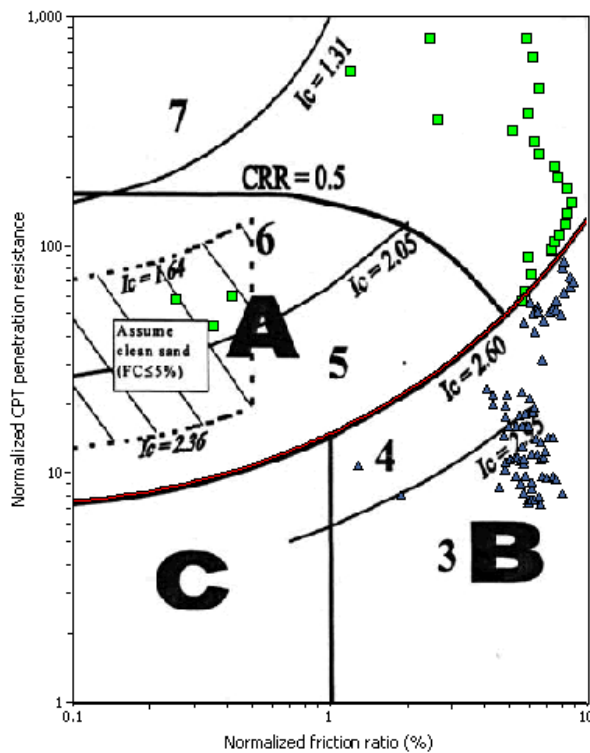 1,000
7
Ic = 1.31
CRR = 0.5
100
6
Ic = 1.64
Ic = 2.05
A
Assume
clean sand
(FC≤5%)
5
Ic = 2.60
Ic = 2.36
4
10
C
3
B
1
0.1
1
10
Normalized friction ratio (%)
Normalized CPT penetration resistance